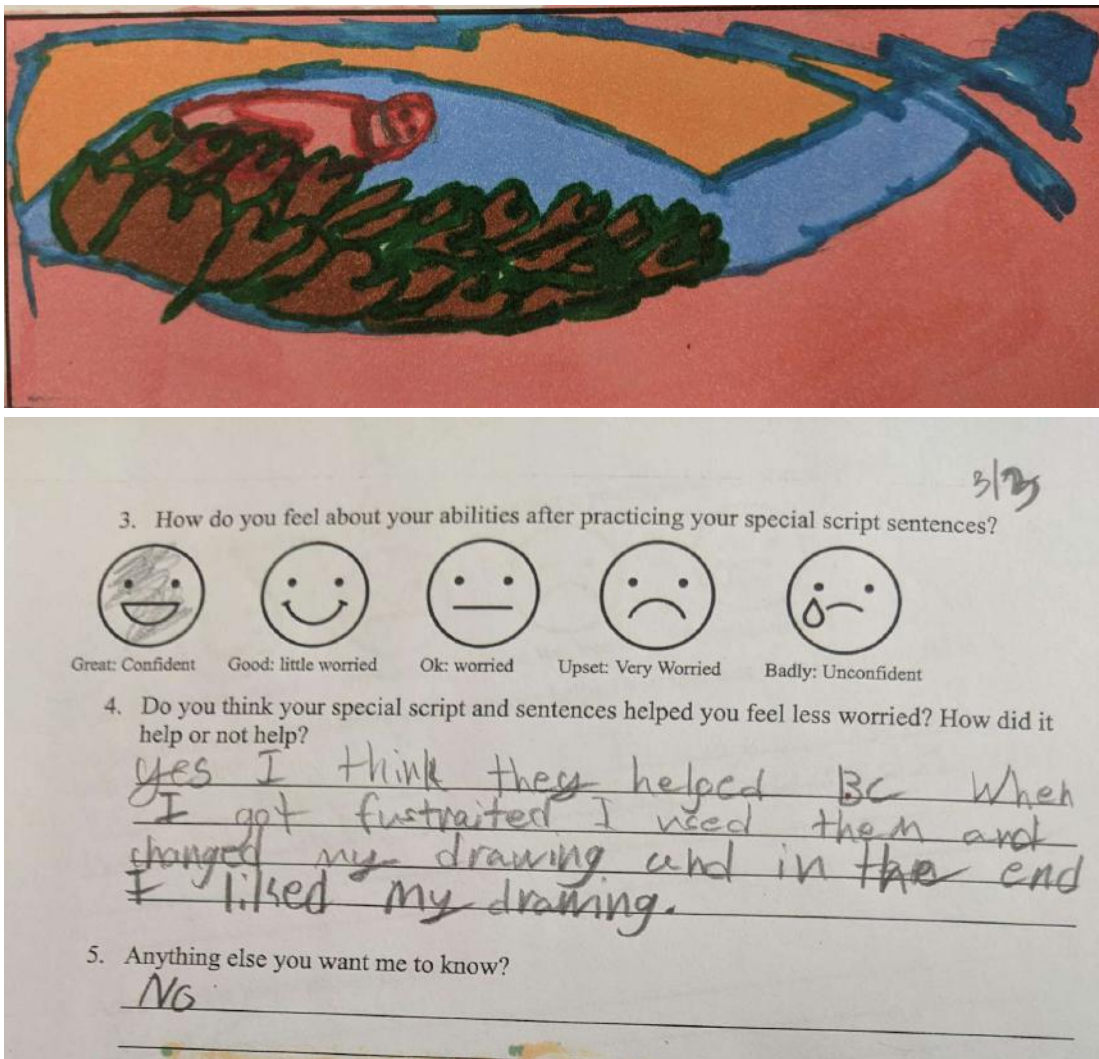 3. How do you feel about your abilities after practicing your special script sentences?
Great: Confident Good: little worried Ok: worried Upset: Very Worried Badly: Unconfident
4. Do you think your special script and sentences helped you feel less worried? How did it
help or not help?
yes I think they helped BC When
I got fustraited I used them and
changed my drawing and in the end
I liked my drawing.
5. Anything else you want me to know?
NO